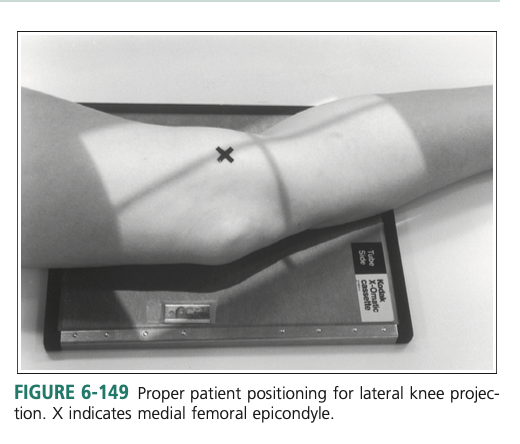 Tube
Side
Kodak
X-Omatic
cassette
FIGURE 6-149 Proper patient positioning for lateral knee projec-
tion. X indicates medial femoral epicondyle.